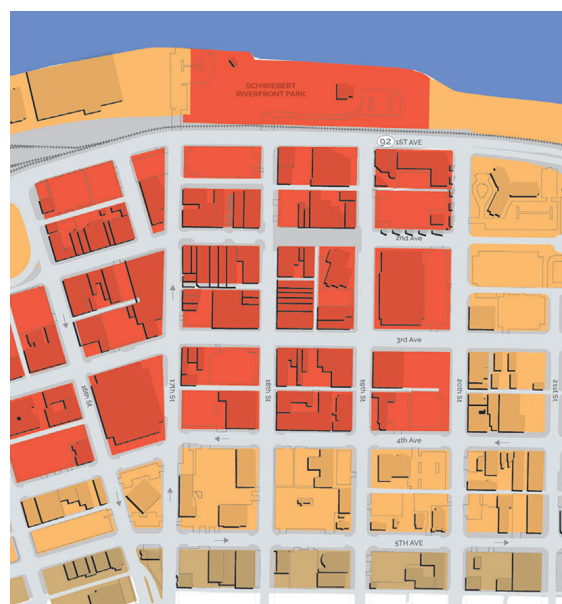 SCHWIEBERT
RIVERFRONT PARK
92 1ST AVE
2nd Ave
3rd Ave
16th St
17th St
18th St
19th St
20th St
21st St
4th Ave
5TH AVE